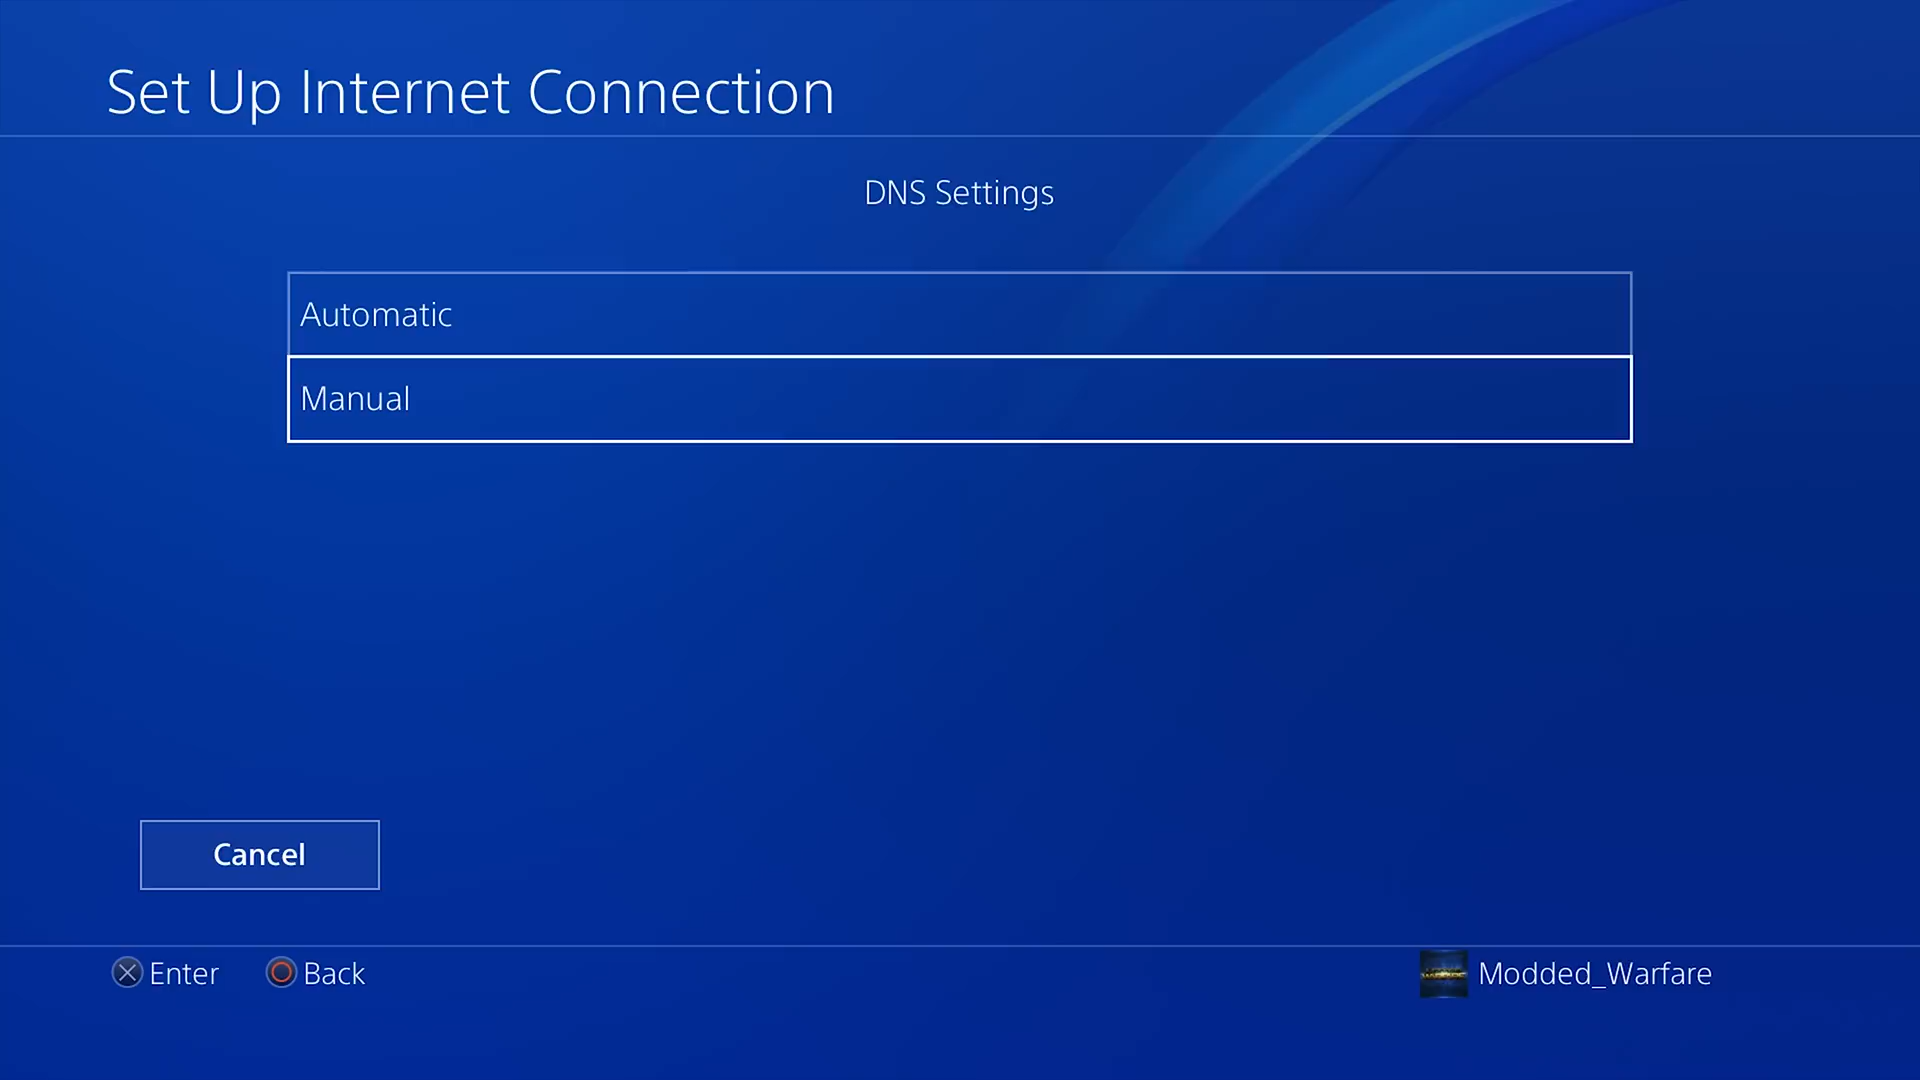 Set Up Internet Connection
DNS Settings
Automatic
Manual
Cancel
Enter
Back
Modded_Warfare